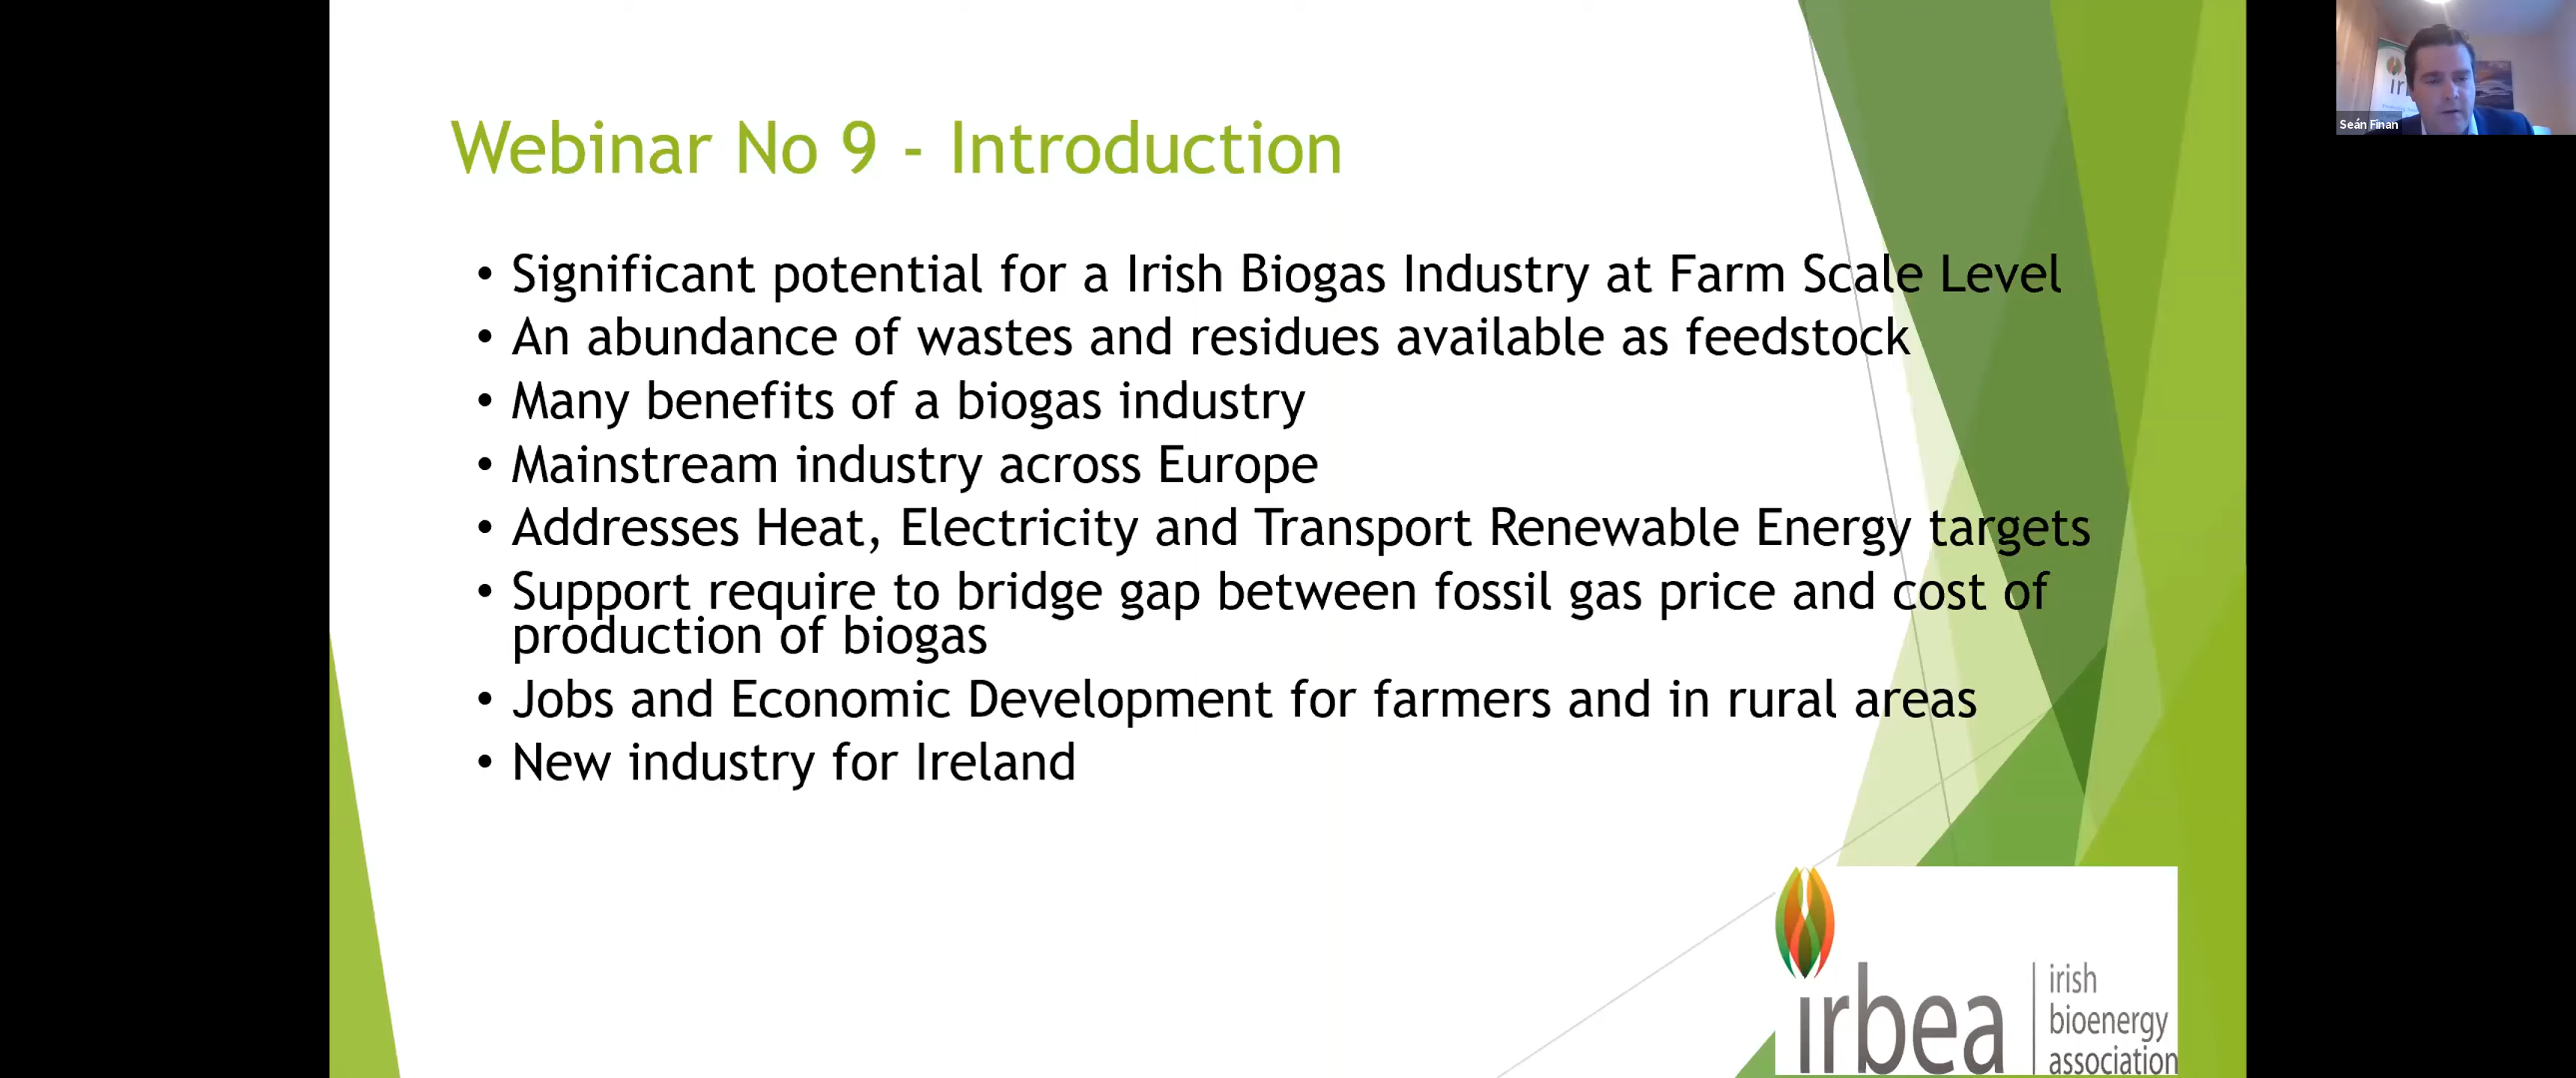 Webinar No 9 - Introduction
• Significant potential for a Irish Biogas Industry at Farm Scale Level
• An abundance of wastes and residues available as feedstock
• Many benefits of a biogas industry
• Mainstream industry across Europe
• Addresses Heat, Electricity and Transport Renewable Energy targets
• Support require to bridge gap between fossil gas price and cost of
production of biogas
• Jobs and Economic Development for farmers and in rural areas
• New industry for Ireland
irbea
irish
bioenergy
association
Seán Finan